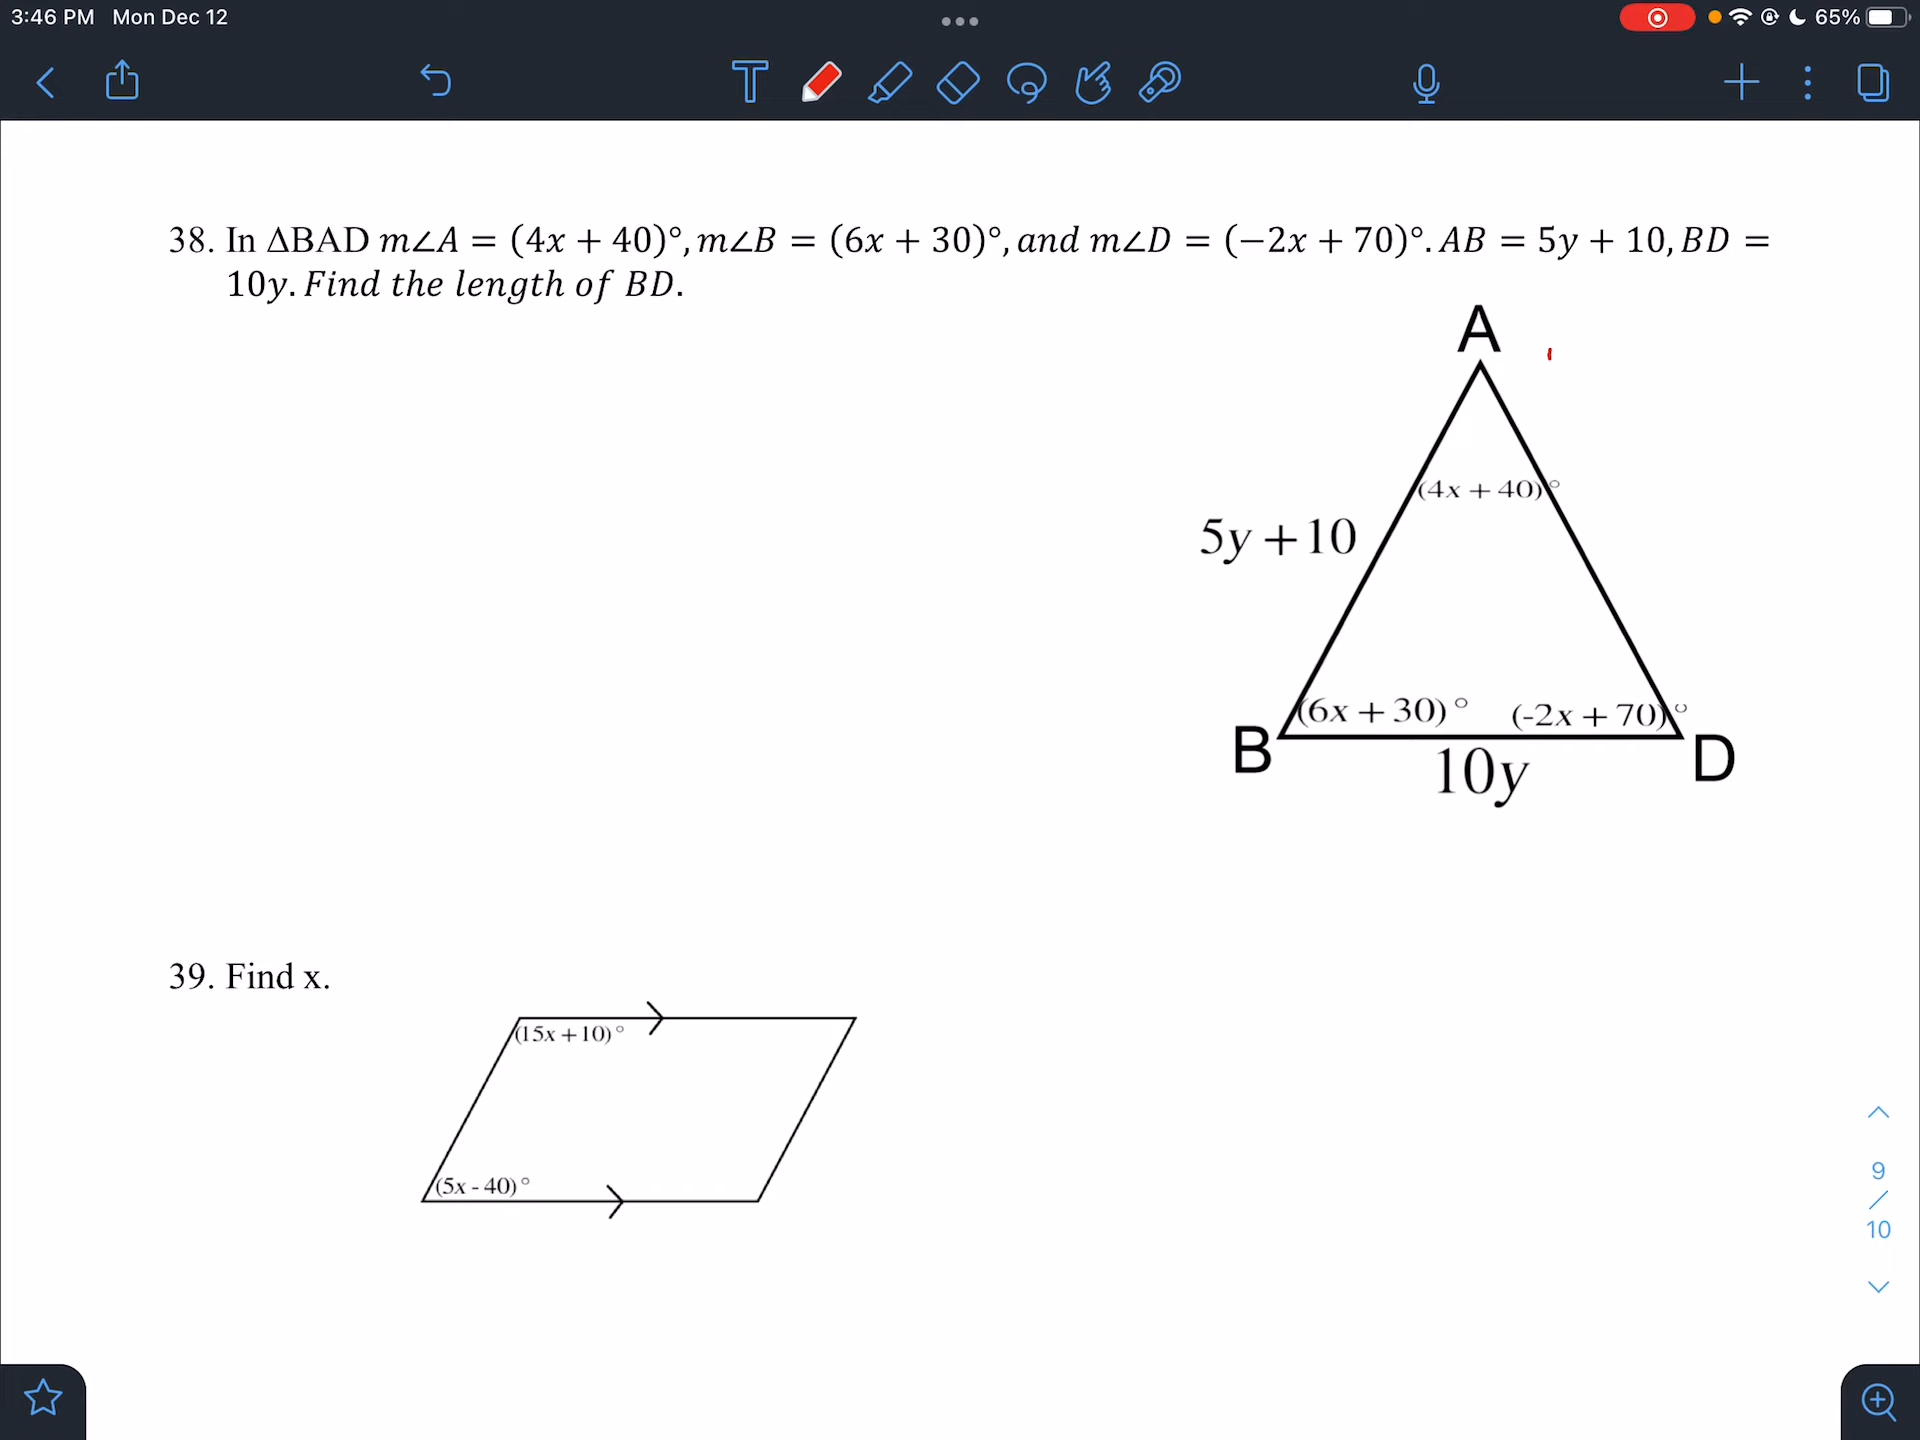 3:46 PM Mon Dec 12
65%
38. In ΔBAD m∠A = (4x + 40)°, m∠B = (6x + 30)°, and m∠D = (−2x + 70)°. AB = 5y + 10, BD =
10y. Find the length of BD.
A
(4x + 40)°
5y + 10
(6x + 30)° (-2x + 70)°
B
D
10y
39. Find x.
(15x + 10)°
(5x - 40)°
9
/
10